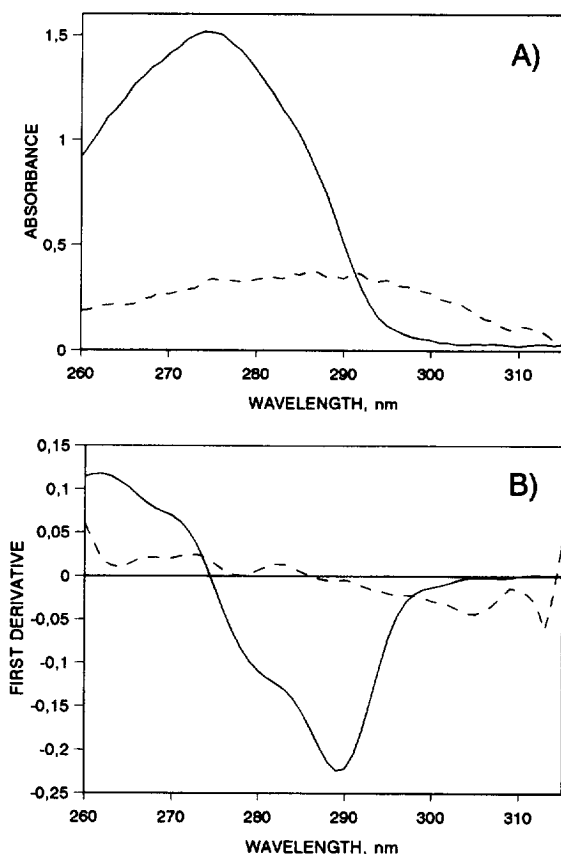 A)
1,5
1
0,5
0
ABSORBANCE
260 270 280 290 300 310
WAVELENGTH, nm
B)
0,15
0,1
0,05
0
-0,05
-0,1
-0,15
-0,2
-0,25
FIRST DERIVATIVE
260 270 280 290 300 310
WAVELENGTH, nm